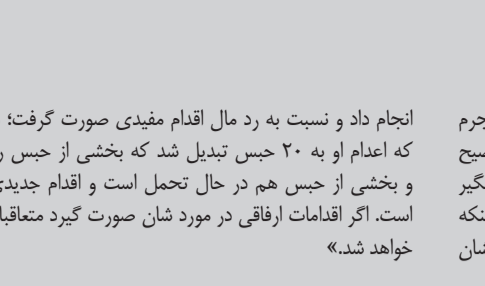 انجام داد و نسبت به رد مال اقدام مفیدی صورت گرفت؛
که اعدام او به ۲۰ حبس تبدیل شد که بخشی از حبس
و بخشی از حبس هم در حال تحمل است و اقدام
است. اگر اقدامات ارفاقی در مورد شان صورت گیرد
خواهد شد.»
جرم